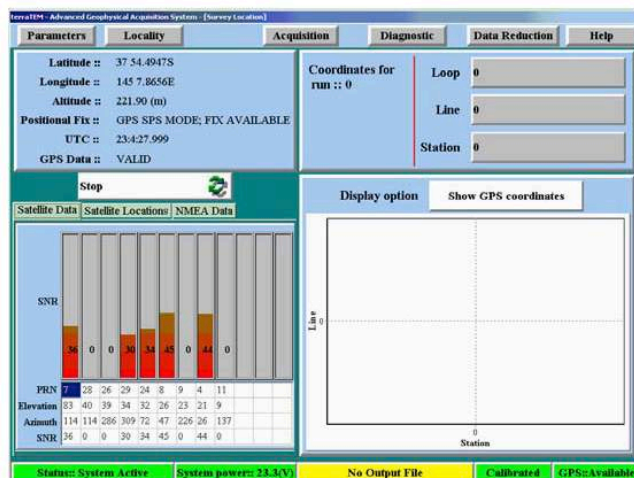 terraTEM - Advanced Geophysical Acquisition System - [Survey Location]
Parameters Locality Acquisition Diagnostic Data Reduction Help
Latitude :: 37 54.4947S
Longitude :: 145 7.8656E
Altitude :: 221.90 (m)
Positional Fix :: GPS SPS MODE; FIX AVAILABLE
UTC :: 23:4:27.999
GPS Data :: VALID
Coordinates for
run :: 0
Loop 0
Line 0
Station 0
Stop
Satellite Data Satellite Locations NMEA Data
SNR
36 0 0 30 34 45 0 44 0
PRN 7 28 26 29 24 8 9 4 11
Elevation 83 40 39 34 32 26 23 21 9
Azimuth 114 114 286 309 72 47 226 26 137
SNR 36 0 0 30 34 45 0 44 0
Display option Show GPS coordinates
Line
0
0
Station
Status:: System Active System power:: 23.3(V) No Output File Calibrated GPS::Available